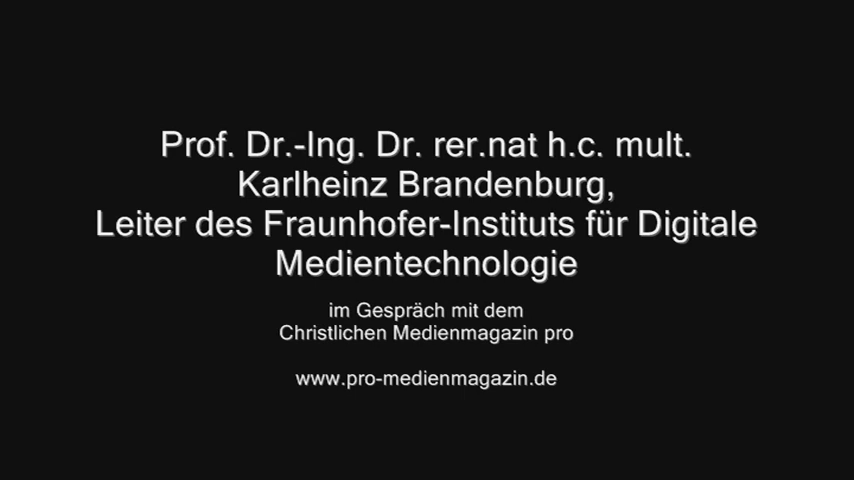 Prof. Dr.-Ing. Dr. rer.nat h.c. mult.
Karlheinz Brandenburg,
Leiter des Fraunhofer-Instituts für Digitale
Medientechnologie
im Gespräch mit dem
Christlichen Medienmagazin pro
www.pro-medienmagazin.de